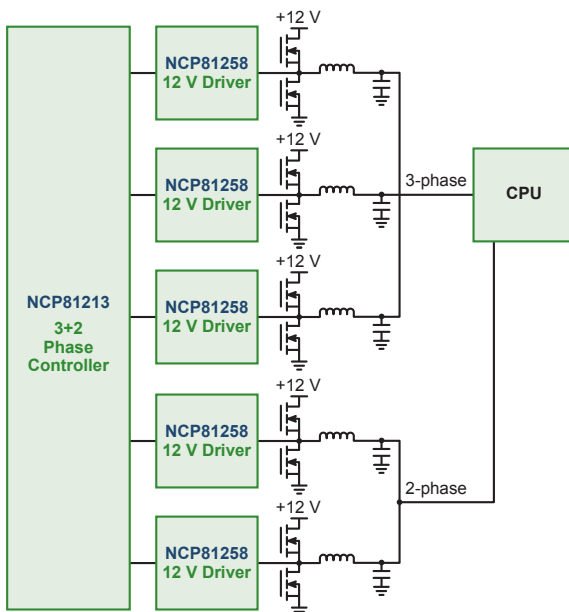 +12 V
NCP81258
12 V Driver
+12 V
NCP81258
12 V Driver
3-phase
CPU
+12 V
NCP81258
12 V Driver
NCP81213
3+2
Phase
Controller
+12 V
NCP81258
12 V Driver
2-phase
+12 V
NCP81258
12 V Driver